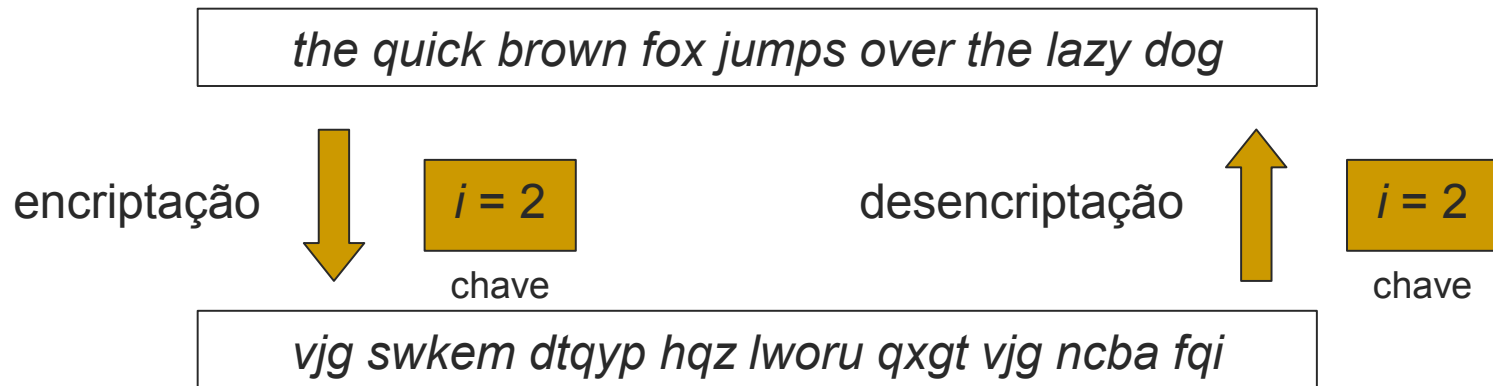 the quick brown fox jumps over the lazy dog
encriptação
i = 2
chave
desencriptação
i = 2
chave
vjg swkem dtqyp hqz lworu qxgt vjg ncba fqi